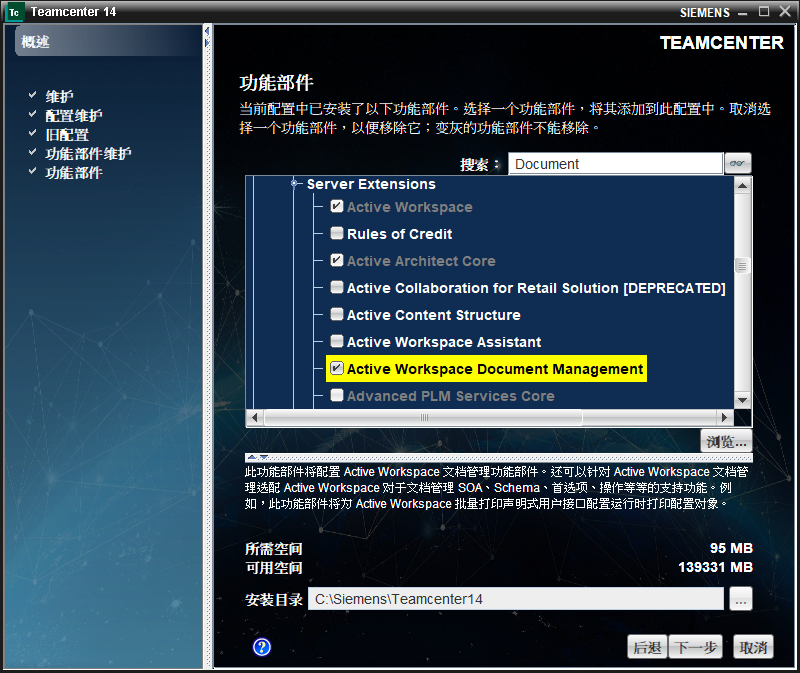 Tc Teamcenter 14
SIEMENS
概述
维护
配置维护
旧配置
功能部件维护
功能部件
TEAMCENTER
功能部件
当前配置中已安装了以下功能部件。选择一个功能部件，将其添加到此配置中。取消选
择一个功能部件，以便移除它；变灰的功能部件不能移除。
搜索： Document
Server Extensions
Active Workspace
Rules of Credit
Active Architect Core
Active Collaboration for Retail Solution [DEPRECATED]
Active Content Structure
Active Workspace Assistant
Active Workspace Document Management
Advanced PLM Services Core
浏览...
此功能部件将配置 Active Workspace 文档管理功能部件。还可以针对 Active Workspace 文档管
理选配 Active Workspace 对于文档管理 SOA、Schema、首选项、操作等等的支持功能。例
如，此功能部件将为 Active Workspace 批量打印声明式用户接口配置运行时打印配置对象。
所需空间 95 MB
可用空间 139331 MB
安装目录 C:\Siemens\Teamcenter14 ...
? 后退 下一步 取消